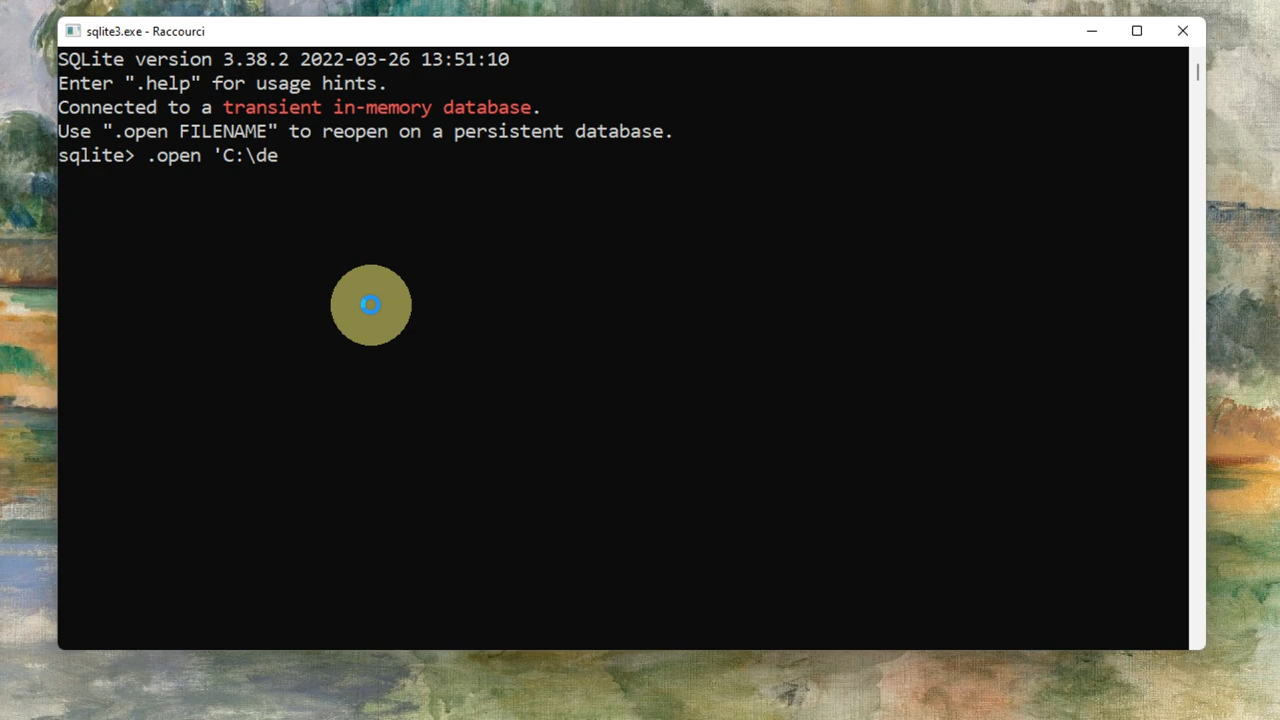 sqlite3.exe - Raccourci
SQLite version 3.38.2 2022-03-26 13:51:10
Enter ".help" for usage hints.
Connected to a transient in-memory database.
Use ".open FILENAME" to reopen on a persistent database.
sqlite> .open 'C:\de